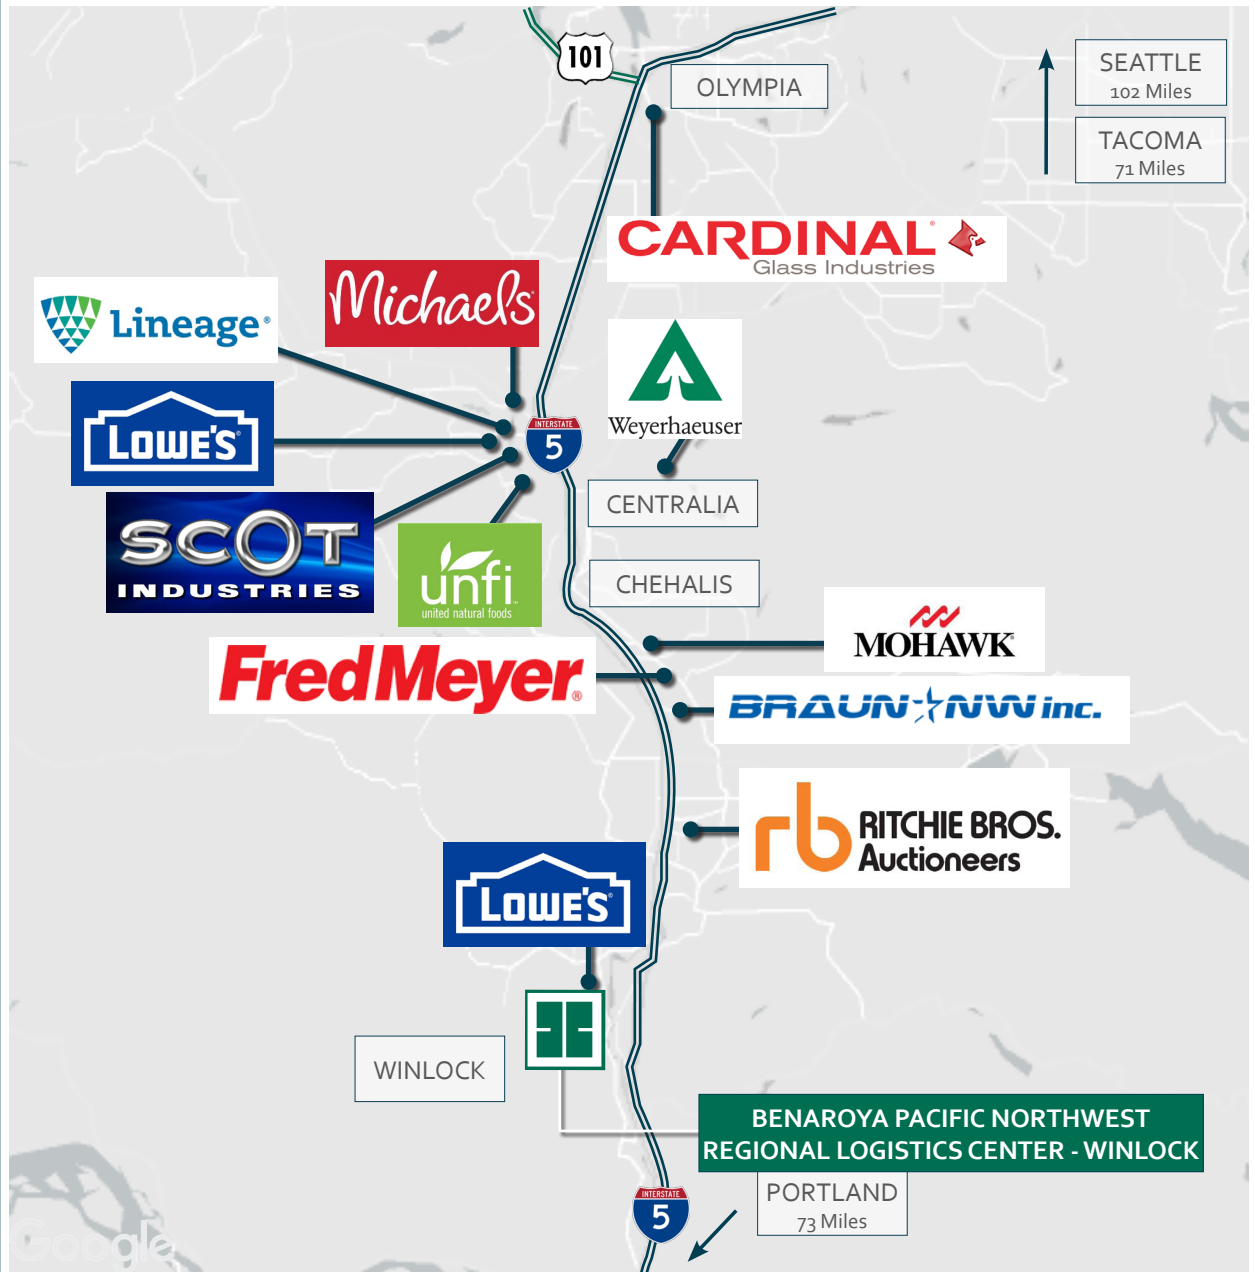 101
OLYMPIA
SEATTLE
102 Miles
TACOMA
71 Miles
CARDINAL®
Glass Industries
Lineage®
Michaels
Weyerhaeuser
LOWE'S®
INTERSTATE
5
SCOT
INDUSTRIES
CENTRALIA
unfi
united natural foods
CHEHALIS
MOHAWK®
FredMeyer®
BRAUN NW inc.
rb RITCHIE BROS.
Auctioneers
LOWE'S®
WINLOCK
BENAROYA PACIFIC NORTHWEST
REGIONAL LOGISTICS CENTER - WINLOCK
PORTLAND
73 Miles
INTERSTATE
5
Google